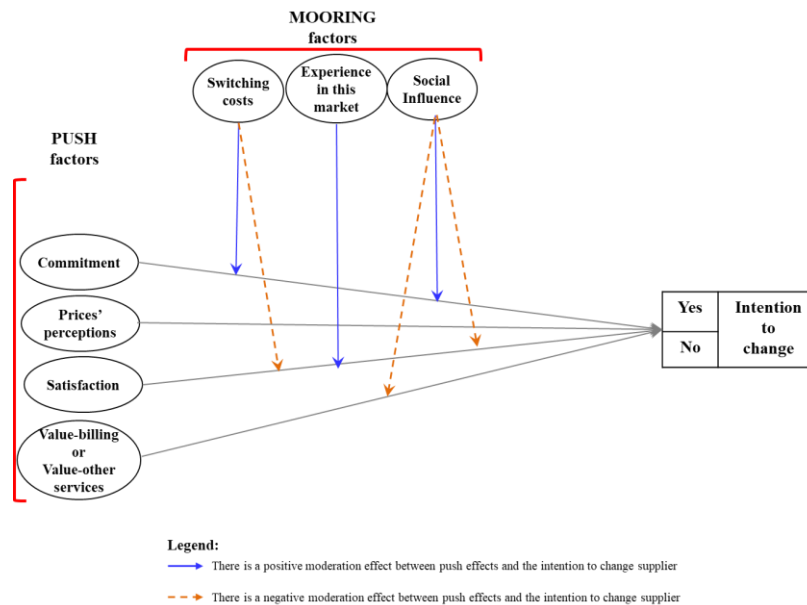 MOORING
factors
Switching
costs
Experience
in this
market
Social
Influence
PUSH
factors
Commitment
Prices’
perceptions
Satisfaction
Value-billing
or
Value-other
services
Yes
No
Intention
to
change
Legend:
There is a positive moderation effect between push effects and the intention to change supplier
There is a negative moderation effect between push effects and the intention to change supplier